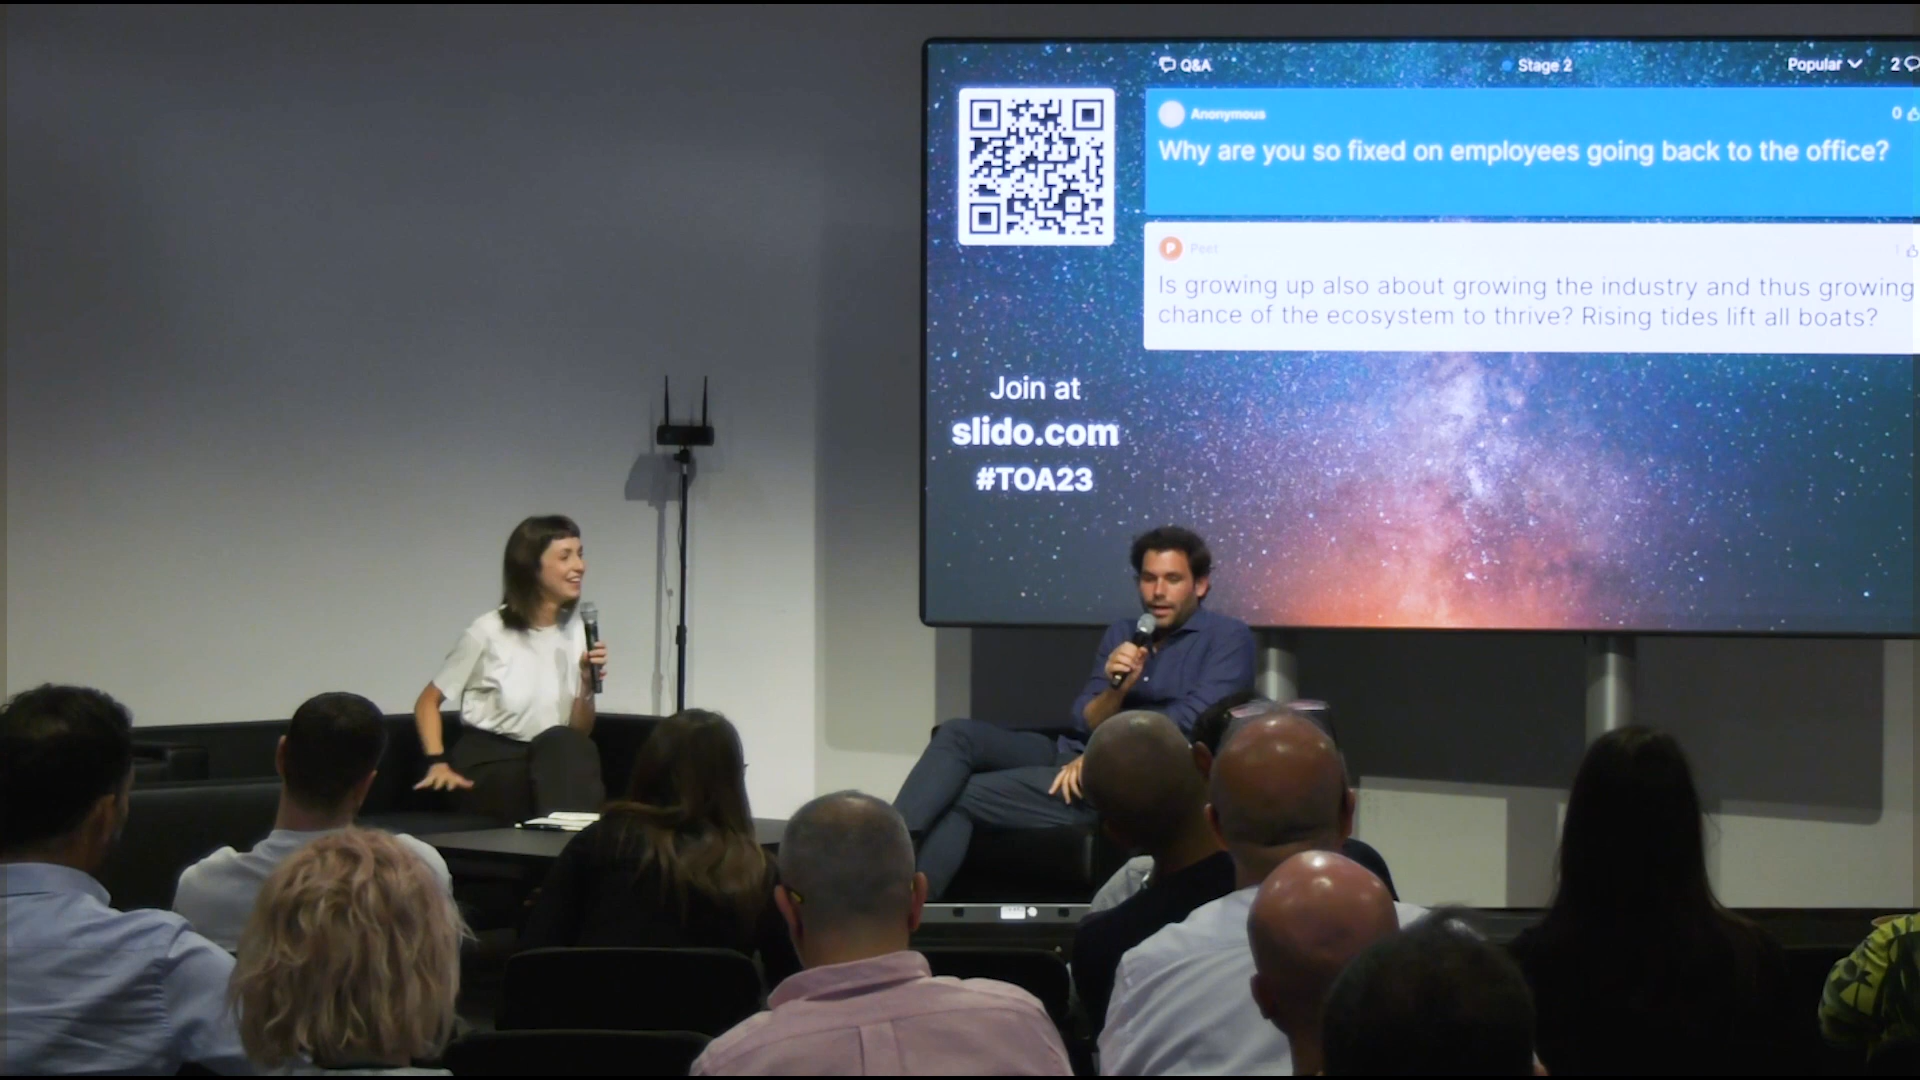 Q&A
Stage 2
Popular
2
Anonymous
0
Why are you so fixed on employees going back to the office?
P
Peet
1
Is growing up also about growing the industry and thus growing
chance of the ecosystem to thrive? Rising tides lift all boats?
Join at
slido.com
#TOA23